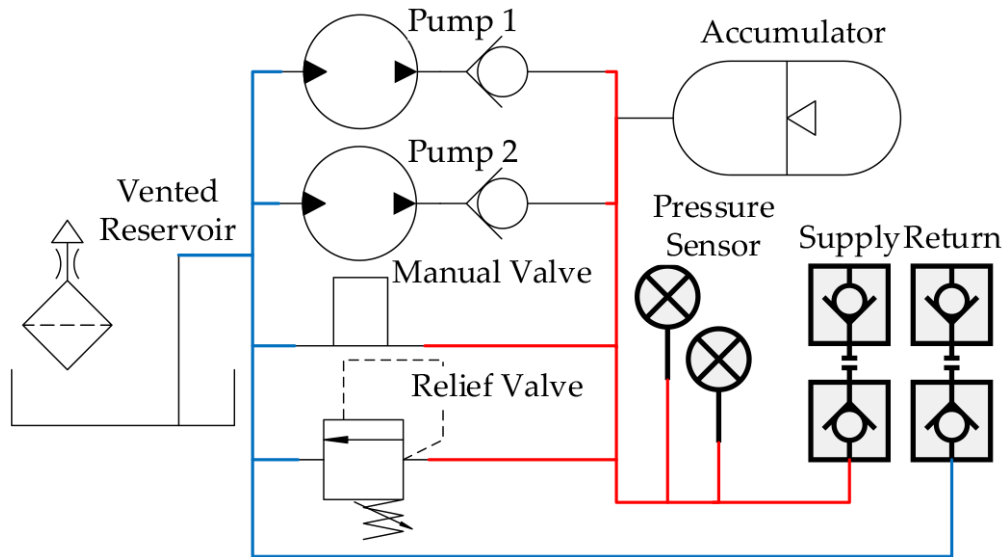 Pump 1
Accumulator
Pump 2
Vented
Reservoir
Pressure
Sensor
Supply
Return
Manual Valve
Relief Valve